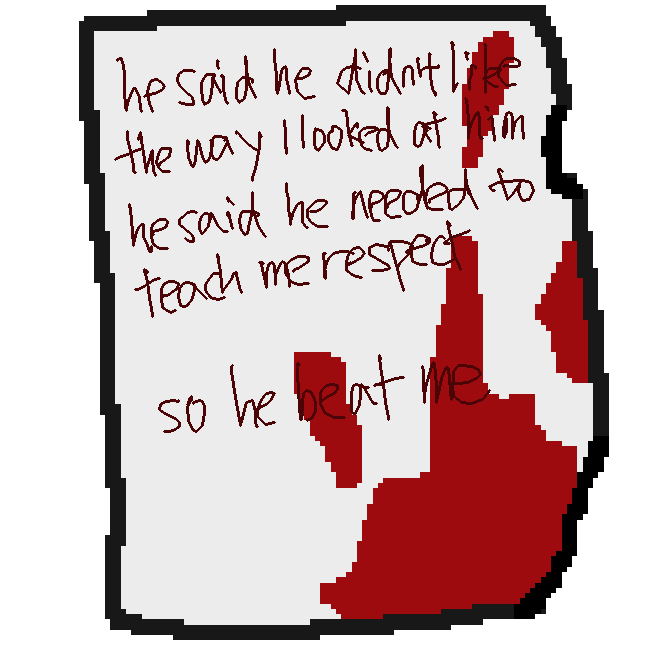 he said he didn't like
the way I looked at him
he said he needed to
teach me respect
so he beat me